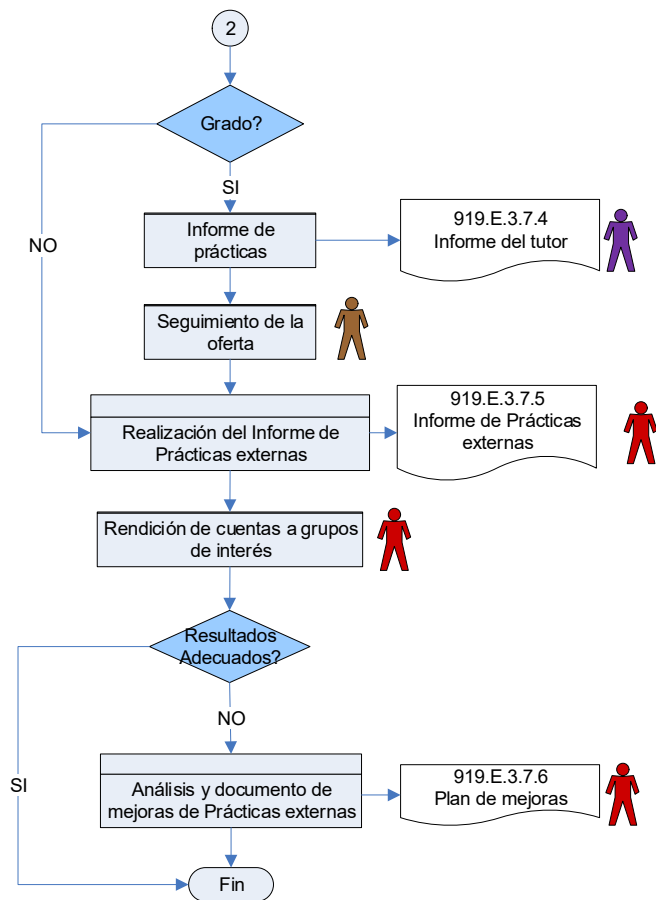 2
Grado?
SI
NO
Informe de
prácticas
919.E.3.7.4
Informe del tutor
Seguimiento de la
oferta
Realización del Informe de
Prácticas externas
919.E.3.7.5
Informe de Prácticas
externas
Rendición de cuentas a grupos
de interés
Resultados
Adecuados?
NO
SI
Análisis y documento de
mejoras de Prácticas externas
919.E.3.7.6
Plan de mejoras
Fin